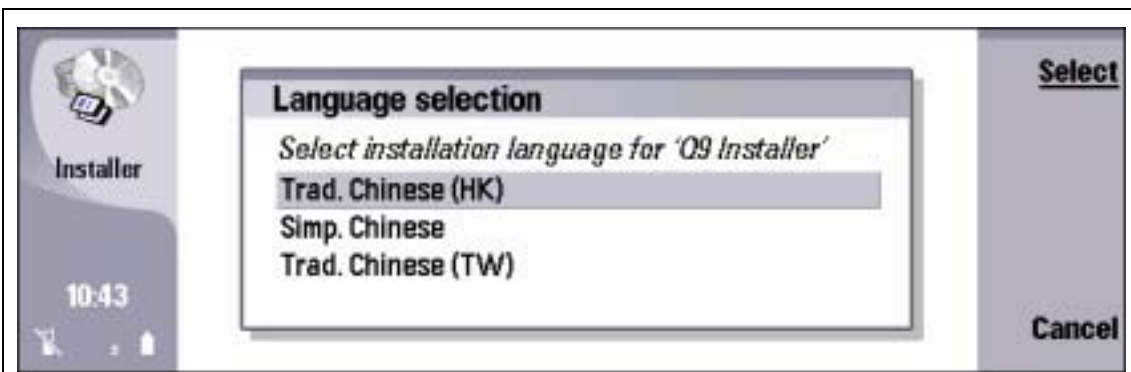 Installer
10:43
Language selection
Select installation language for 'Q9 Installer'
Trad. Chinese (HK)
Simp. Chinese
Trad. Chinese (TW)
Select
Cancel